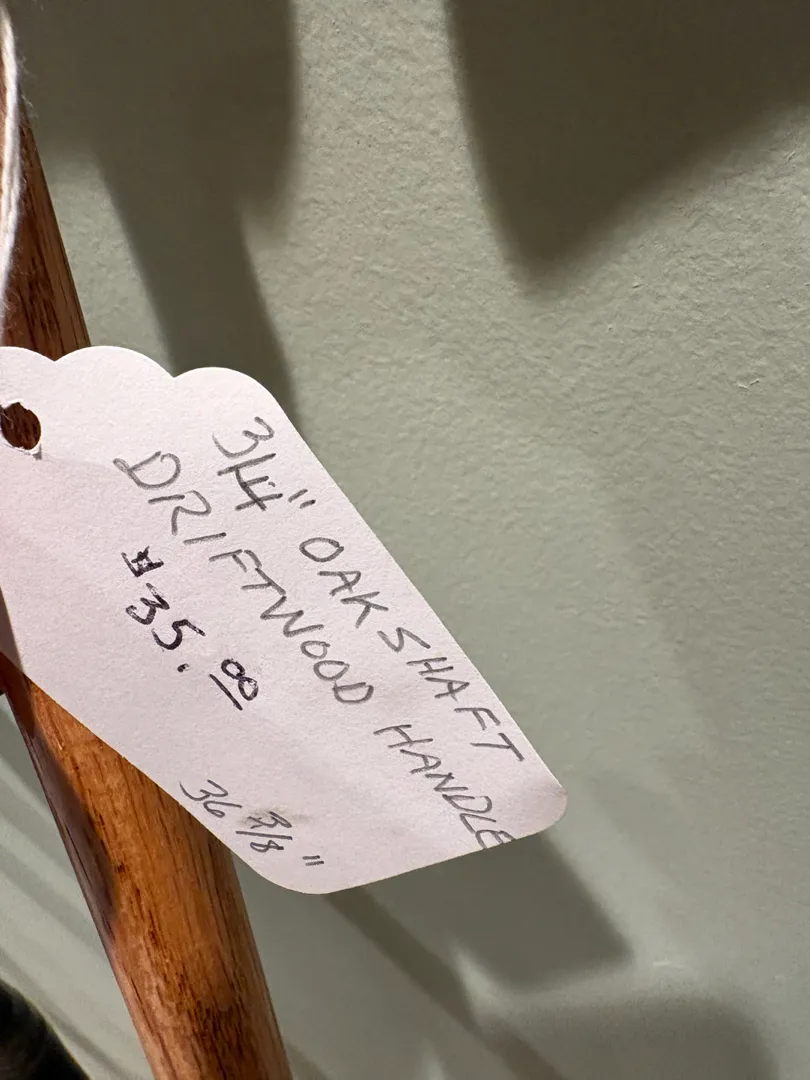 3/4" OAK SHAFT
DRIFTWOOD HANDLE
$35.00
36 3/8"